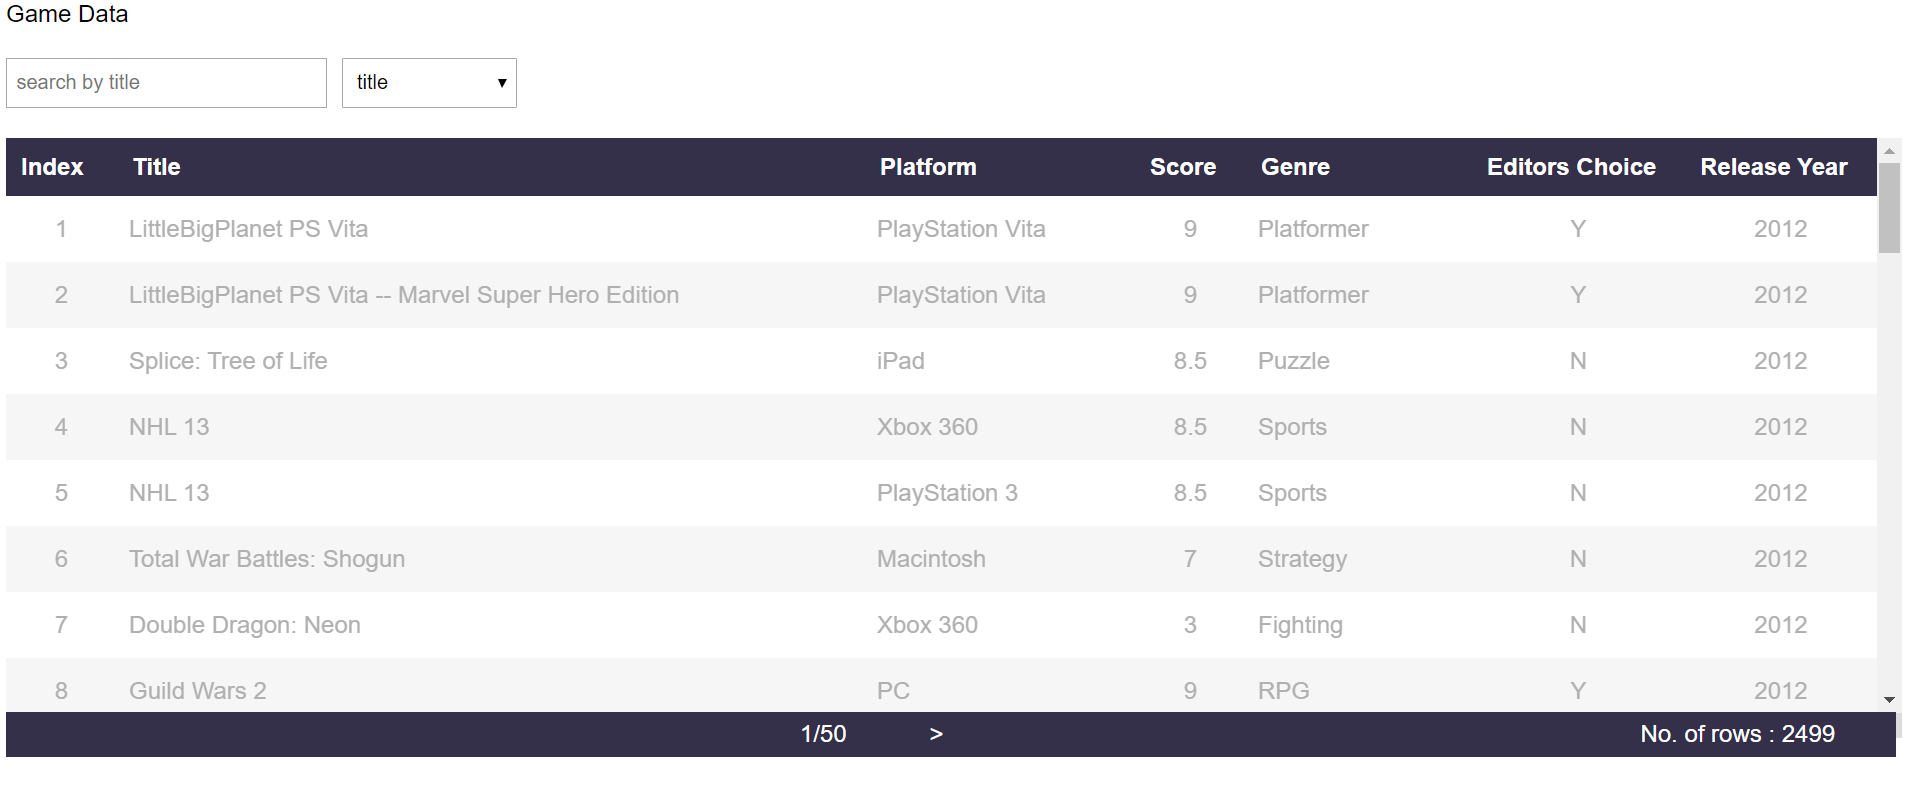 Game Data
search by title title ▼
Index Title Platform Score Genre Editors Choice Release Year
1 LittleBigPlanet PS Vita PlayStation Vita 9 Platformer Y 2012
2 LittleBigPlanet PS Vita -- Marvel Super Hero Edition PlayStation Vita 9 Platformer Y 2012
3 Splice: Tree of Life iPad 8.5 Puzzle N 2012
4 NHL 13 Xbox 360 8.5 Sports N 2012
5 NHL 13 PlayStation 3 8.5 Sports N 2012
6 Total War Battles: Shogun Macintosh 7 Strategy N 2012
7 Double Dragon: Neon Xbox 360 3 Fighting N 2012
8 Guild Wars 2 PC 9 RPG Y 2012
1/50 > No. of rows : 2499